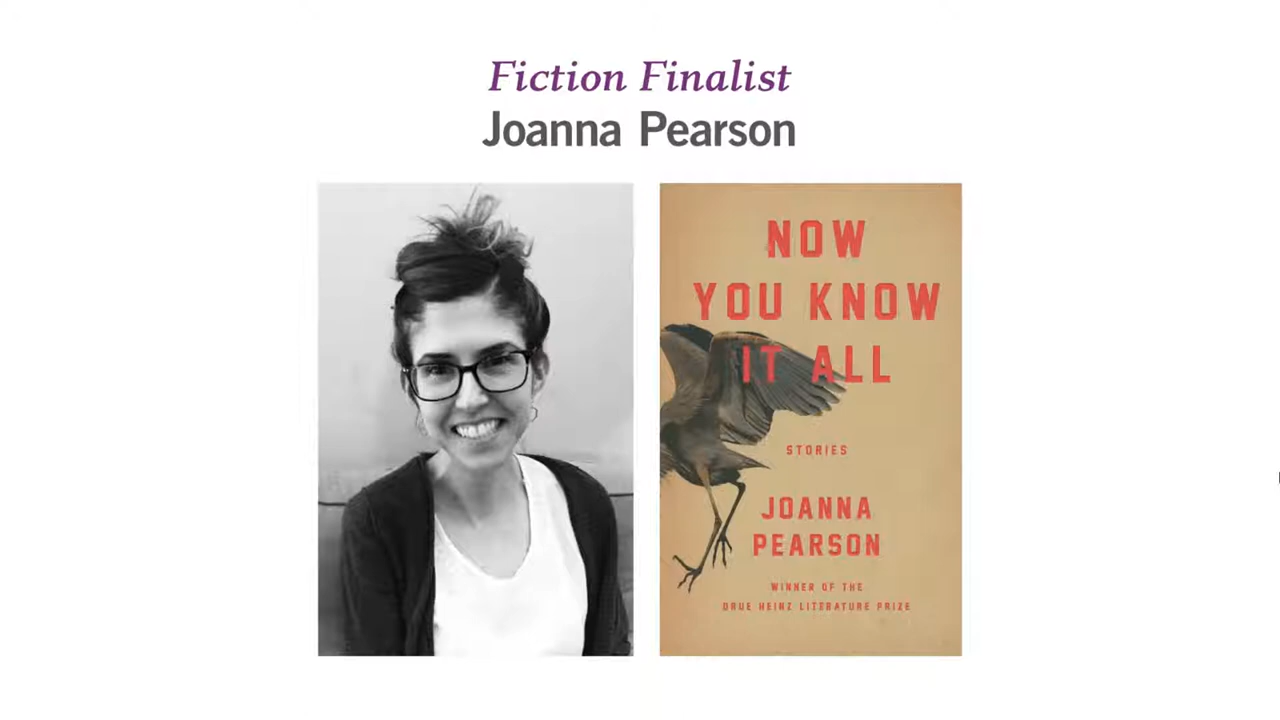 Fiction Finalist
Joanna Pearson
NOW
YOU KNOW
IT ALL
STORIES
JOANNA
PEARSON
WINNER OF THE
DRUE HEINZ LITERATURE PRIZE